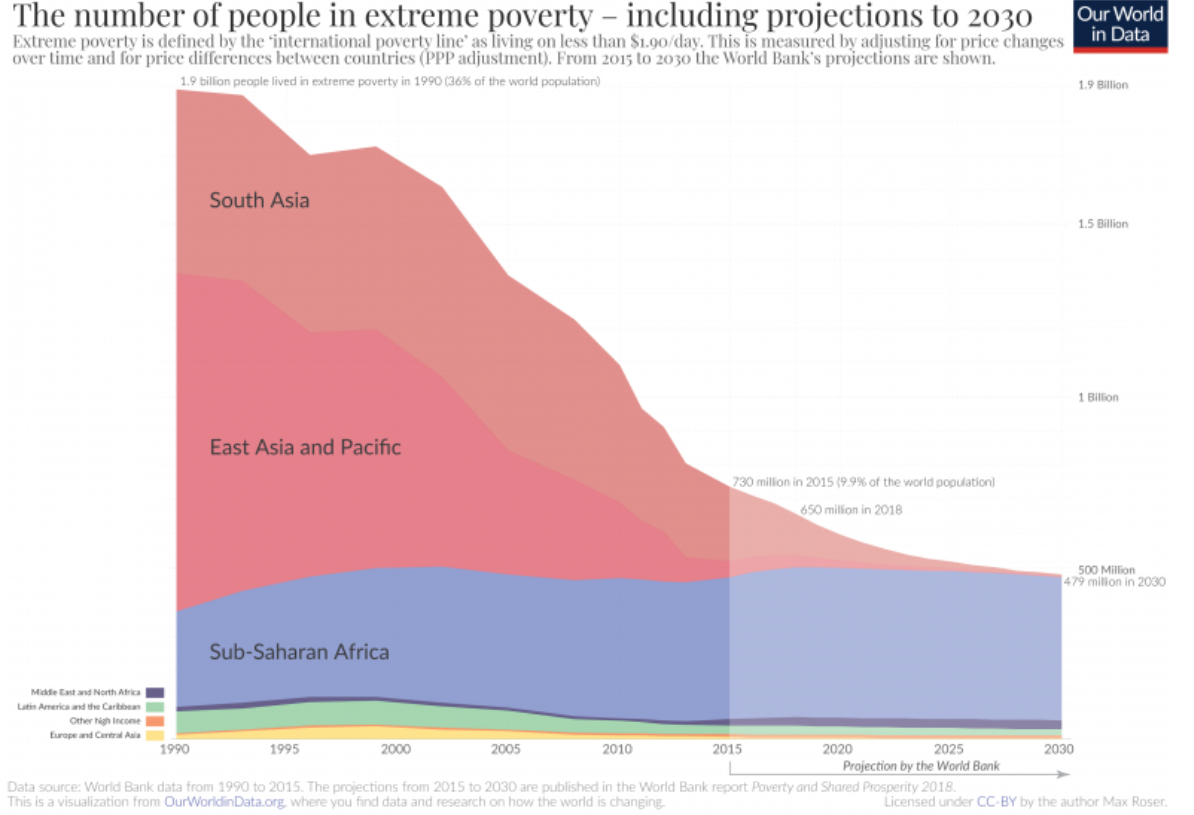 The number of people in extreme poverty – including projections to 2030
Our World
in Data
Extreme poverty is defined by the 'international poverty line' as living on less than $1.90/day. This is measured by adjusting for price changes
over time and for price differences between countries (PPP adjustment). From 2015 to 2030 the World Bank's projections are shown.
1.9 billion people lived in extreme poverty in 1990 (36% of the world population)
1.9 Billion
South Asia
1.5 Billion
1 Billion
East Asia and Pacific
730 million in 2015 (9.9% of the world population)
650 million in 2018
500 Million
479 million in 2030
Sub-Saharan Africa
Middle East and North Africa
Latin America and the Caribbean
Other high Income
Europe and Central Asia
1990 1995 2000 2005 2010 2015 2020 2025 2030
Projection by the World Bank
Data source: World Bank data from 1990 to 2015. The projections from 2015 to 2030 are published in the World Bank report Poverty and Shared Prosperity 2018.
This is a visualization from OurWorldinData.org, where you find data and research on how the world is changing.
Licensed under CC-BY by the author Max Roser.